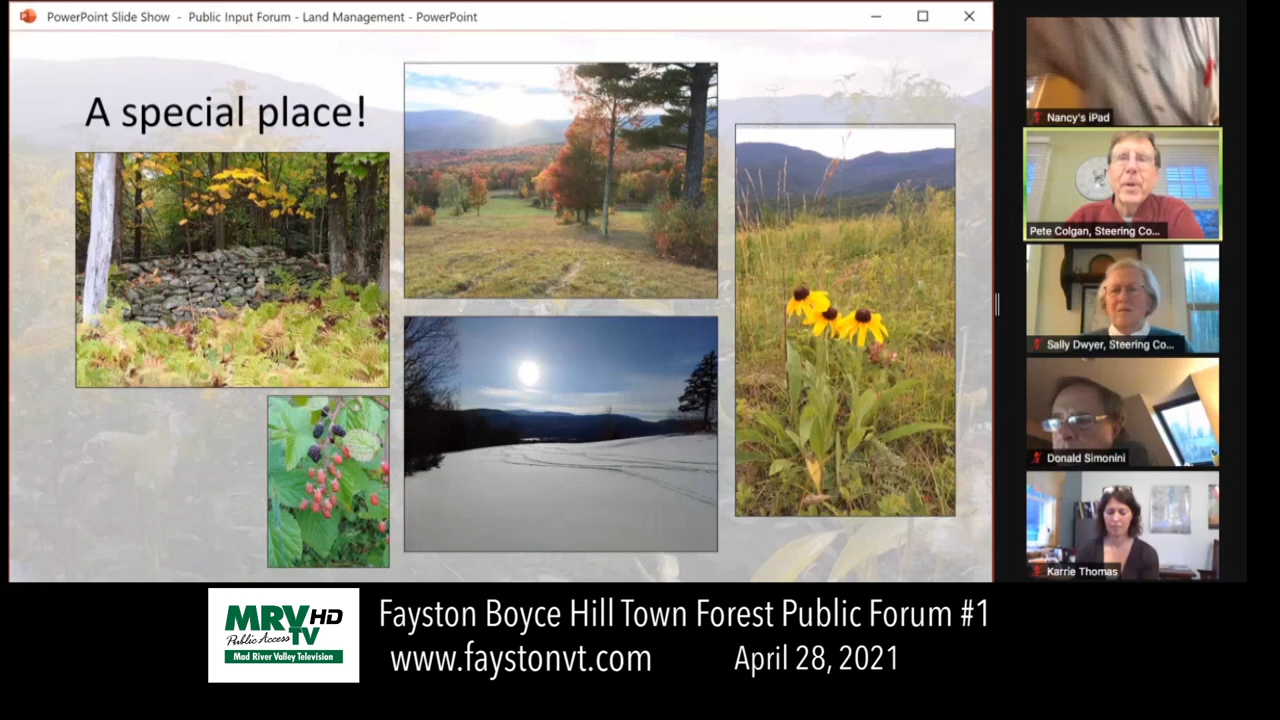 PowerPoint Slide Show - Public Input Forum - Land Management - PowerPoint
A special place!
Nancy's iPad
Pete Colgan, Steering Co...
Sally Dwyer, Steering Co...
Donald Simonini
Karrie Thomas
MRV HD
Public Access TV
Mad River Valley Television
Fayston Boyce Hill Town Forest Public Forum #1
www.faystonvt.com April 28, 2021